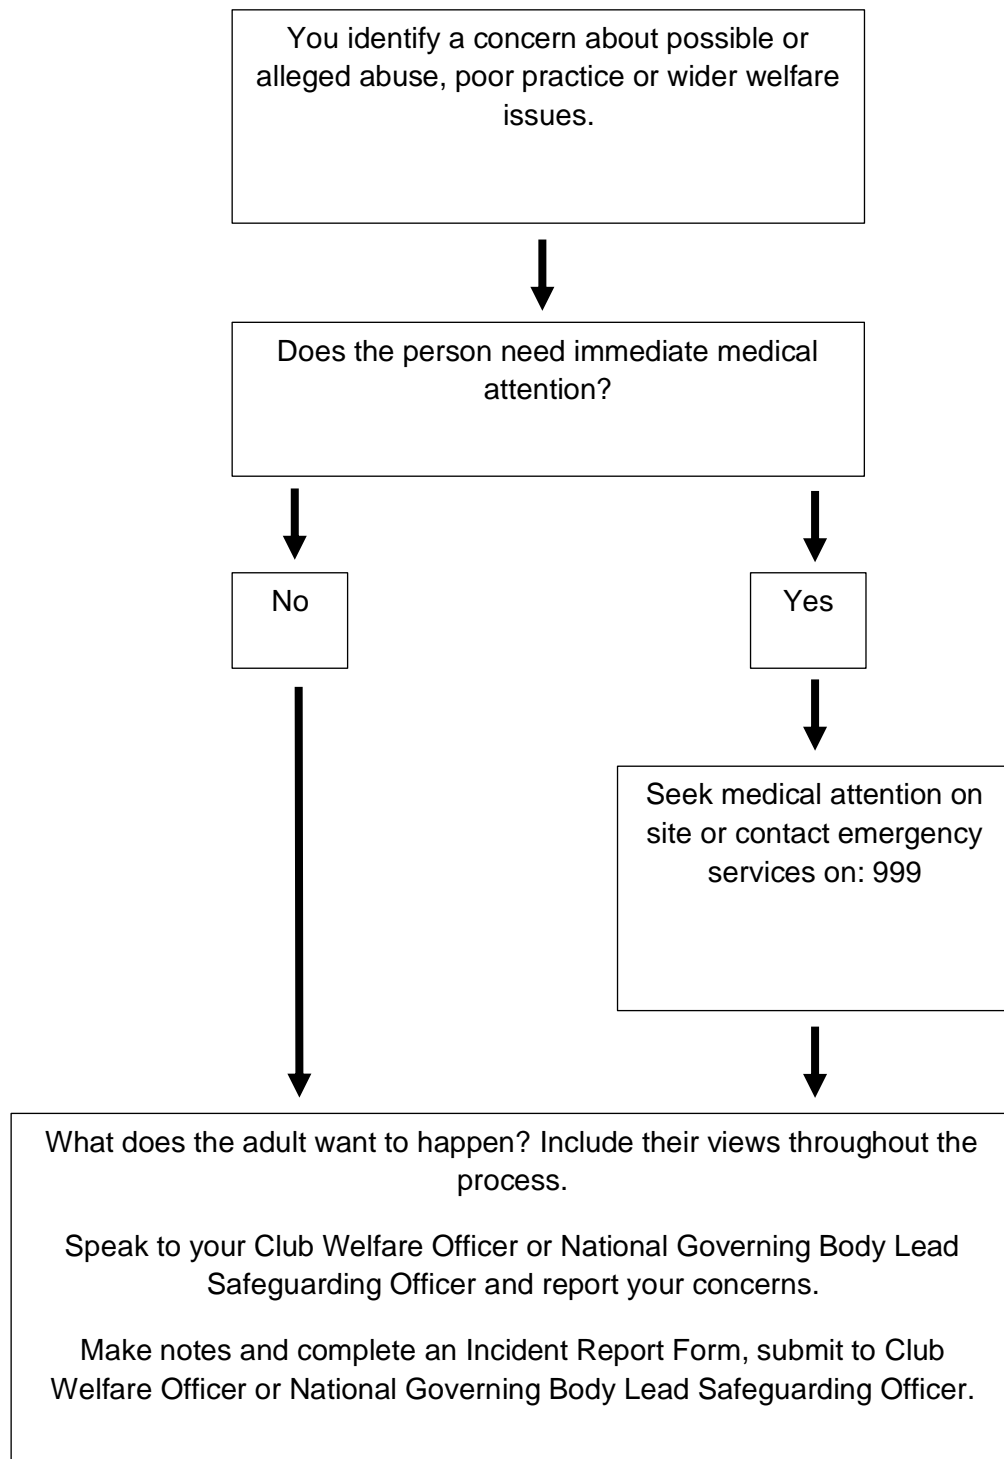 You identify a concern about possible or
alleged abuse, poor practice or wider welfare
issues.
Does the person need immediate medical
attention?
No
Yes
Seek medical attention on
site or contact emergency
services on: 999
What does the adult want to happen? Include their views throughout the
process.
Speak to your Club Welfare Officer or National Governing Body Lead
Safeguarding Officer and report your concerns.
Make notes and complete an Incident Report Form, submit to Club
Welfare Officer or National Governing Body Lead Safeguarding Officer.